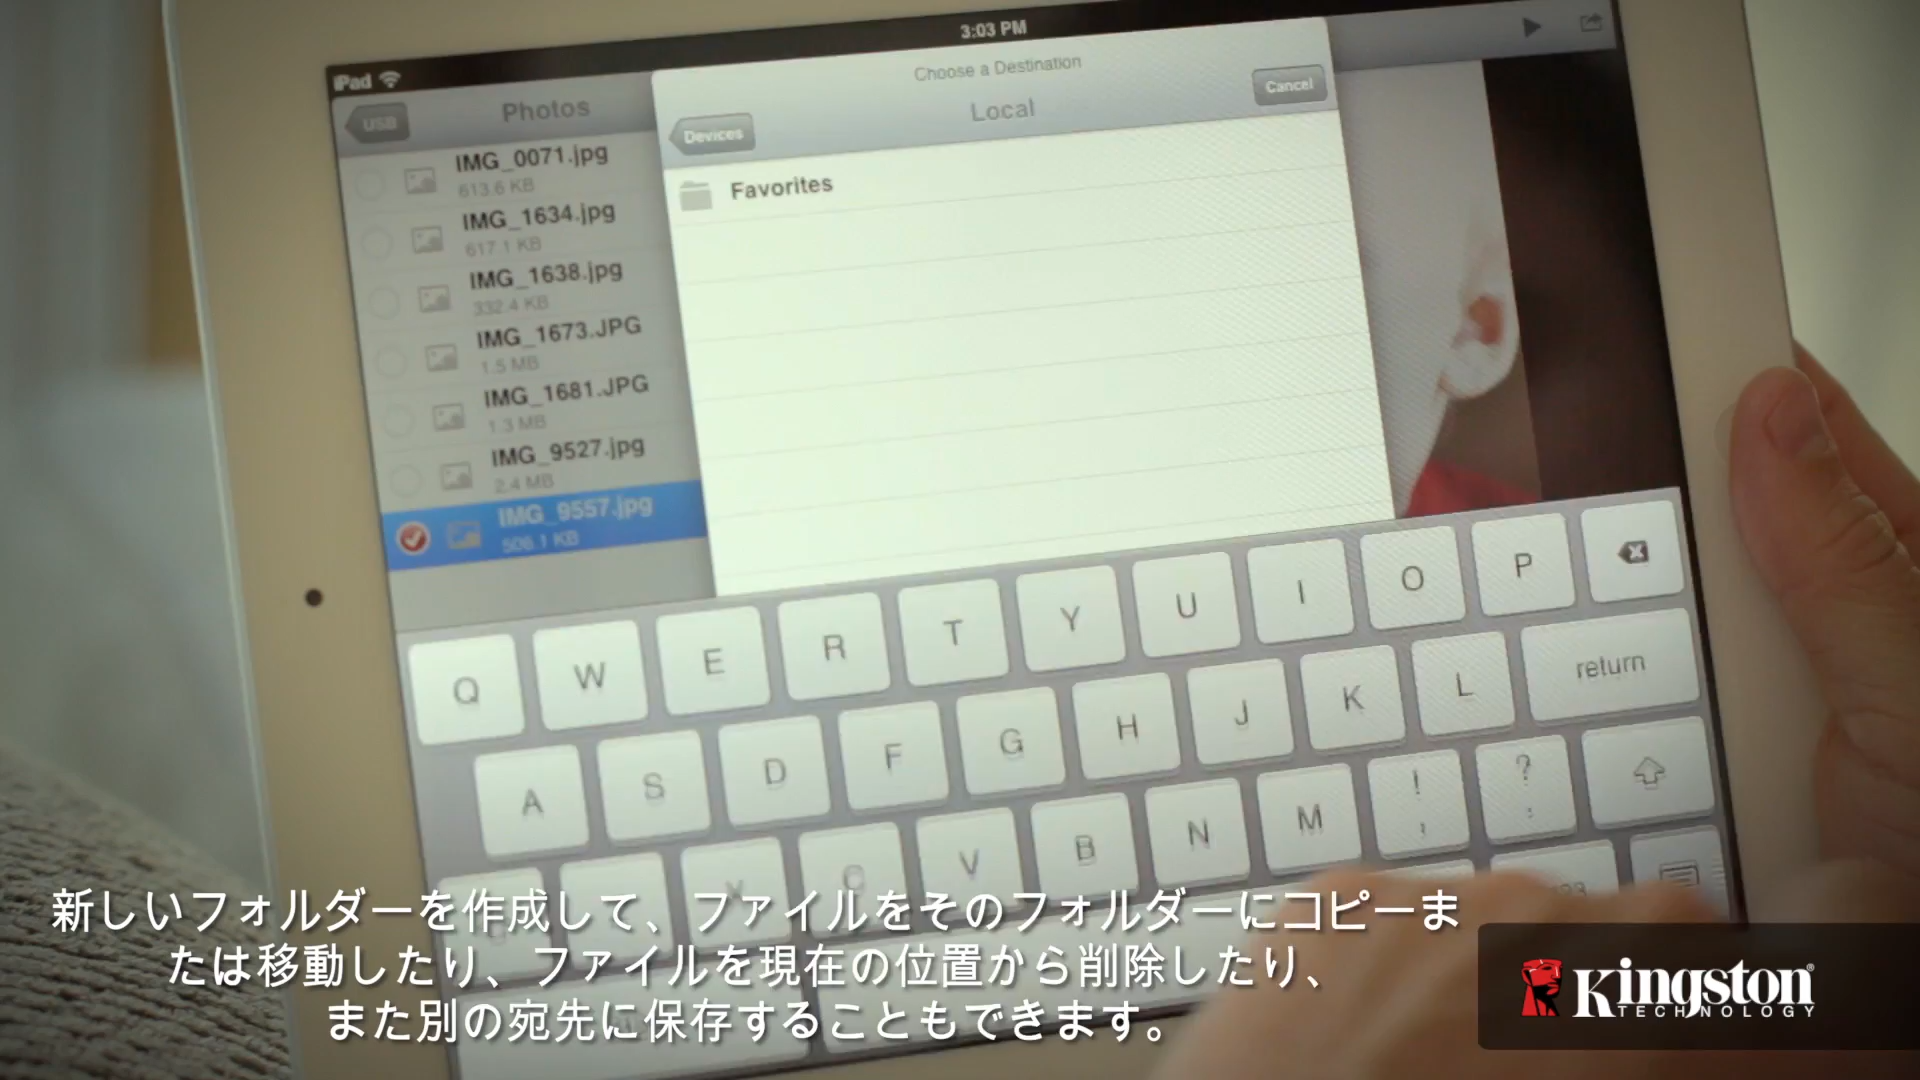 3:03 PM
iPad
Choose a Destination
USB
Photos
Devices
Local
Cancel
IMG_0071.jpg
613.6 KB
IMG_1634.jpg
617.1 KB
IMG_1638.jpg
332.4 KB
IMG_1673.JPG
1.5 MB
IMG_1681.JPG
1.3 MB
IMG_9527.jpg
2.4 MB
IMG_9557.jpg
506.1 KB
Favorites
Q W E R T Y U I O P
A S D F G H J K L return
C V B N M ! , ? .
新しいフォルダーを作成して、ファイルをそのフォルダーにコピーま
たは移動したり、ファイルを現在の位置から削除したり、
また別の宛先に保存することもできます。
Kingston
TECHNOLOGY